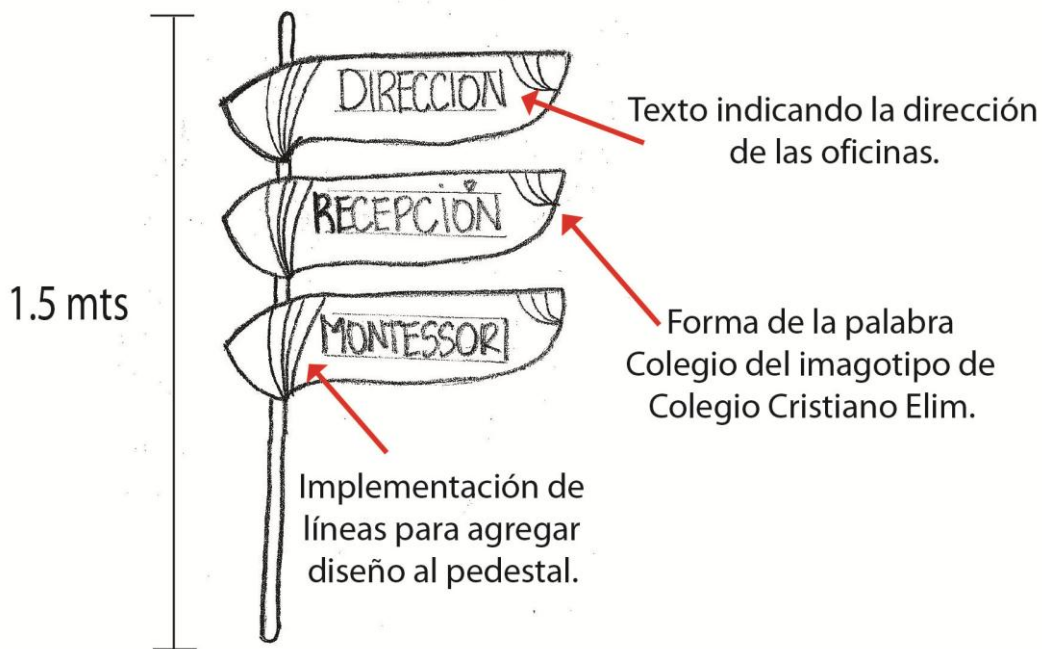 DIRECCION
Texto indicando la dirección
de las oficinas.
RECEPCIÓN
1.5 mts
Forma de la palabra
Colegio del imagotipo de
Colegio Cristiano Elim.
MONTESSORI
Implementación de
líneas para agregar
diseño al pedestal.